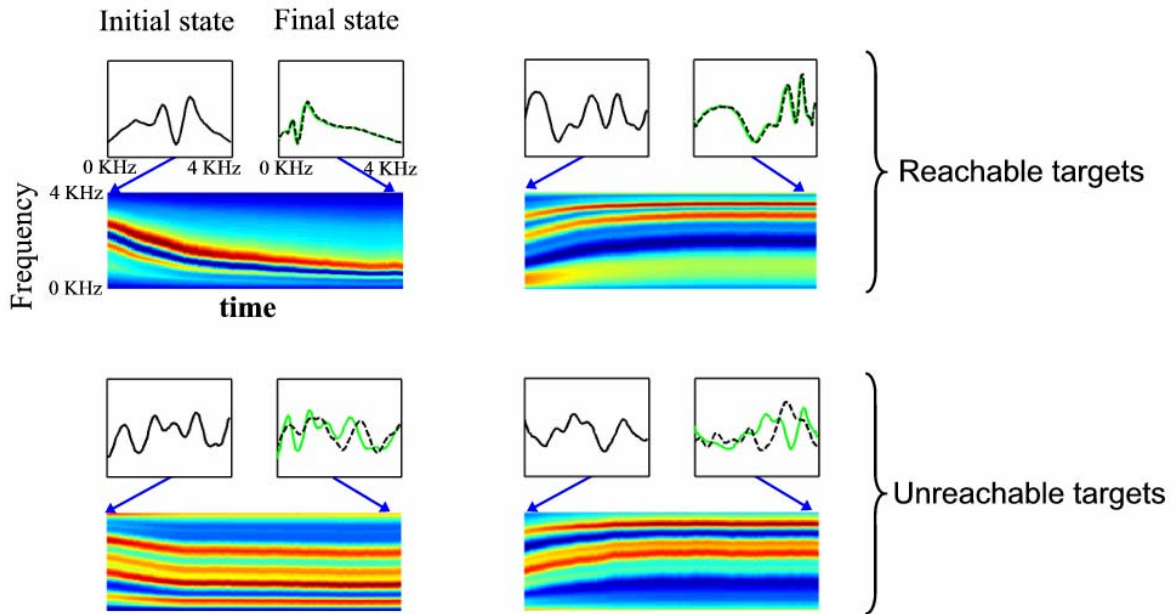 Initial state Final state
0 KHz 4 KHz 0 KHz 4 KHz
Reachable targets
4 KHz
Frequency
0 KHz
time
Unreachable targets